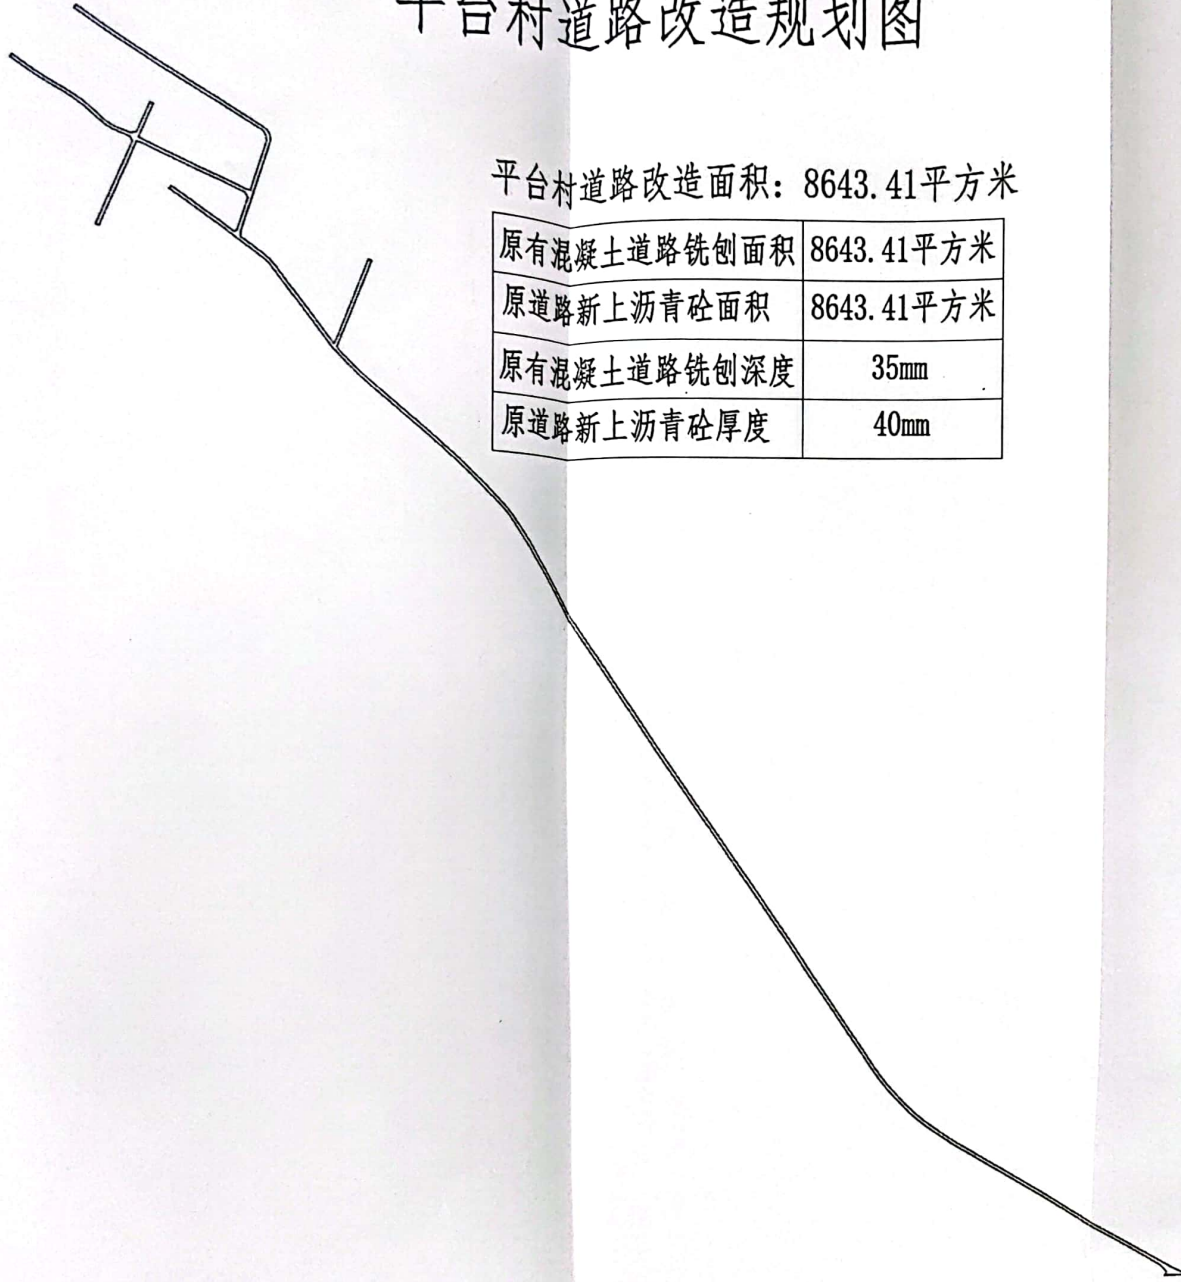 平台村道路改造规划图
平台村道路改造面积：8643.41平方米
原有混凝土道路铣刨面积 8643.41平方米
原道路新上沥青砼面积 8643.41平方米
原有混凝土道路铣刨深度 35mm
原道路新上沥青砼厚度 40mm